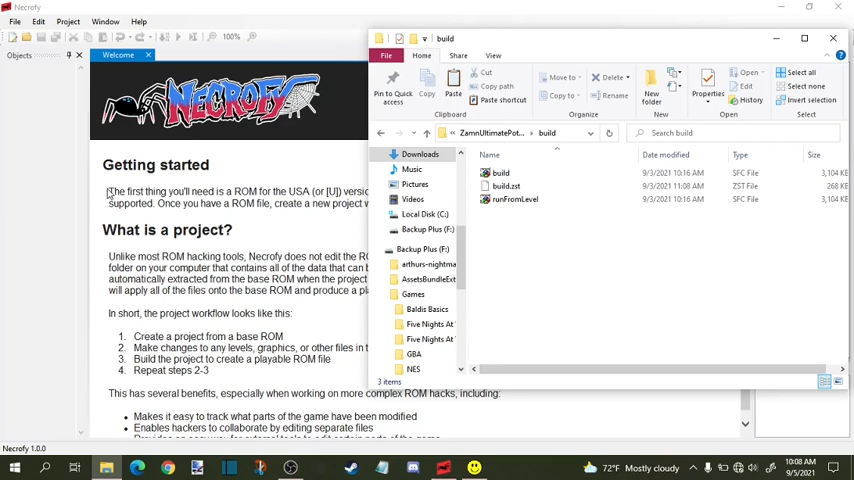 Necrofy
File Edit Project Window Help
100%
Objects
Welcome
NECROFY
Getting started
The first thing you'll need is a ROM for the USA (or [U]) versi
supported. Once you have a ROM file, create a new project v
What is a project?
Unlike most ROM hacking tools, Necrofy does not edit the RO
folder on your computer that contains all of the data that can b
automatically extracted from the base ROM when the project
will apply all of the files onto the base ROM and produce a pla
In short, the project workflow looks like this:
1. Create a project from a base ROM
2. Make changes to any levels, graphics, or other files in t
3. Build the project to create a playable ROM file
4. Repeat steps 2-3
This has several benefits, especially when working on more complex ROM hacks, including:
Makes it easy to track what parts of the game have been modified
Enables hackers to collaborate by editing separate files
Necrofy 1.0.0
build
File Home Share View
Pin to Quick access
Copy
Paste
Cut
Copy path
Paste shortcut
Clipboard
Move to
Copy to
Delete
Rename
Organize
New folder
New
Properties
Open
Edit
History
Open
Select all
Select none
Invert selection
Select
ZamnUltimatePot... build
Search build
Name Date modified Type Size
build 9/3/2021 10:16 AM SFC File 3,104 KE
build.zst 9/3/2021 11:08 AM ZST File 268 KE
runFromLevel 9/3/2021 10:16 AM SFC File 3,104 KE
Downloads
Music
Pictures
Videos
Local Disk (C:)
Backup Plus (F:)
Backup Plus (F:)
arthurs-nightma
AssetsBundleExt
Games
Baldis Basics
Five Nights At
Five Nights At
GBA
NES
3 items
72°F Mostly cloudy
10:08 AM
9/5/2021